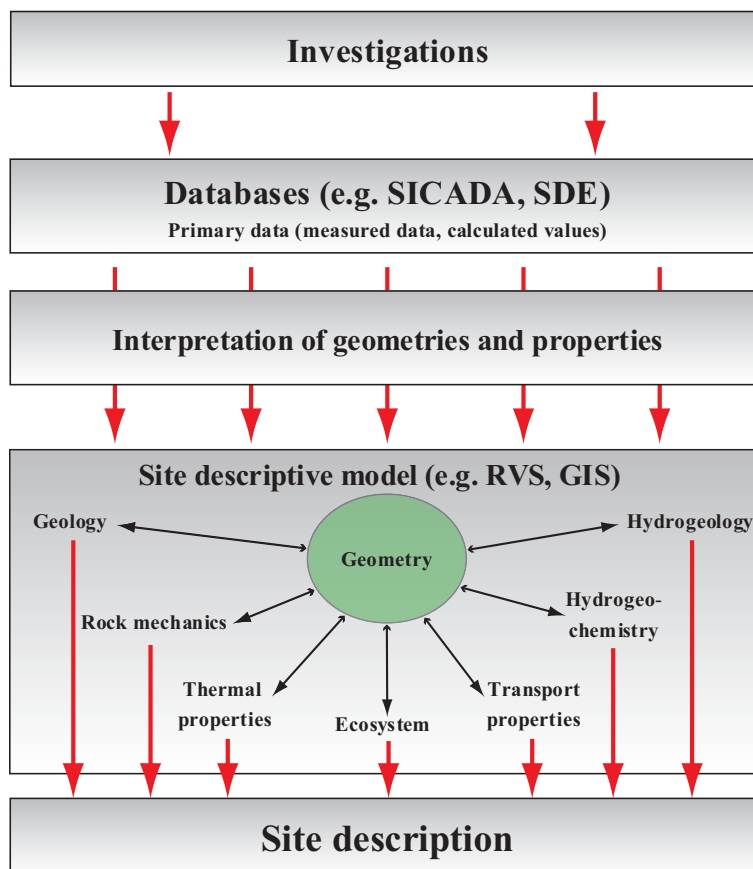 Investigations
Databases (e.g. SICADA, SDE)
Primary data (measured data, calculated values)
Interpretation of geometries and properties
Site descriptive model (e.g. RVS, GIS)
Geology
Hydrogeology
Geometry
Rock mechanics
Hydrogeo-
chemistry
Thermal
properties
Ecosystem
Transport
properties
Site description